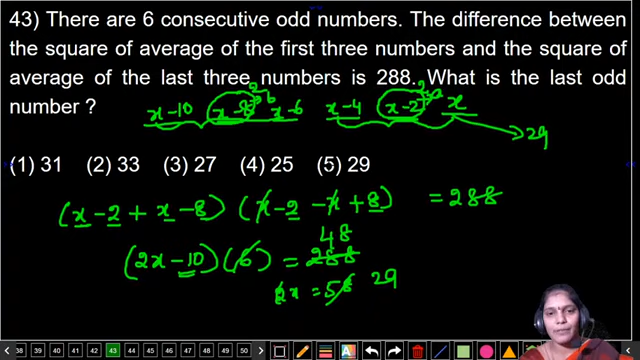 43) There are 6 consecutive odd numbers. The difference between
the square of average of the first three numbers and the square of
average of the last three numbers is 288. What is the last odd
number ?
x-10 x-8 x-6 x-4 x-2 x
29
(1) 31 (2) 33 (3) 27 (4) 25 (5) 29
(x-2+x-8) (x-2-x+8) = 288
48
(2x-10)(6) = 288
2x = 58 29
38 39 40 41 42 43 44 45 46 47 48